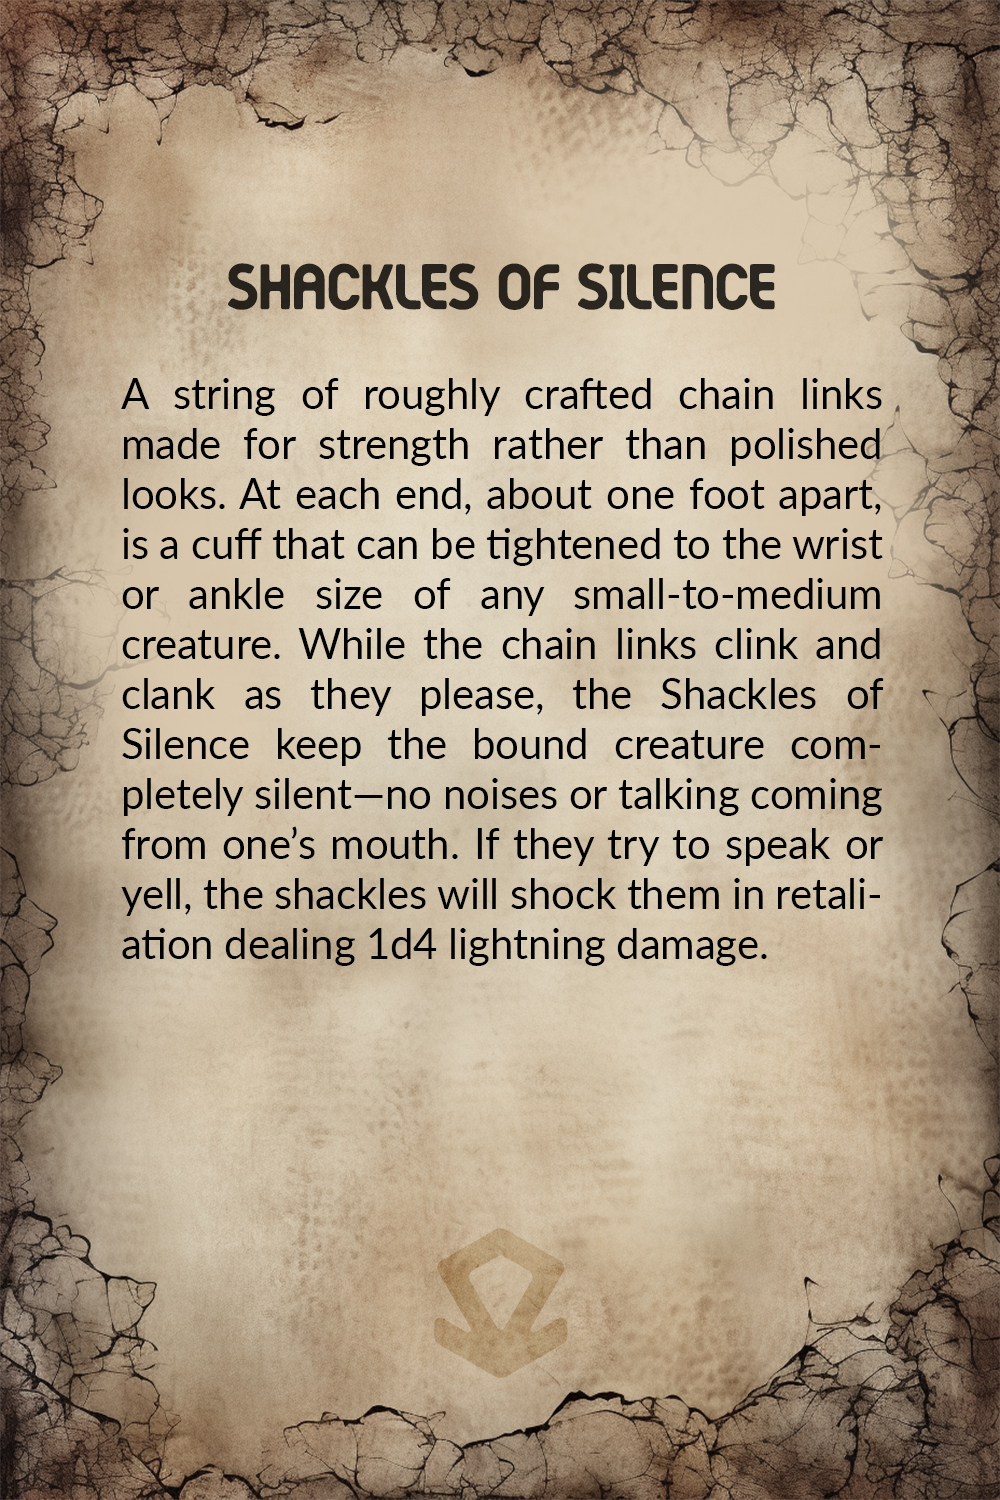 SHACKLES OF SILENCE
A string of roughly crafted chain links
made for strength rather than polished
looks. At each end, about one foot apart,
is a cuff that can be tightened to the wrist
or ankle size of any small-to-medium
creature. While the chain links clink and
clank as they please, the Shackles of
Silence keep the bound creature com-
pletely silent—no noises or talking coming
from one’s mouth. If they try to speak or
yell, the shackles will shock them in retali-
ation dealing 1d4 lightning damage.